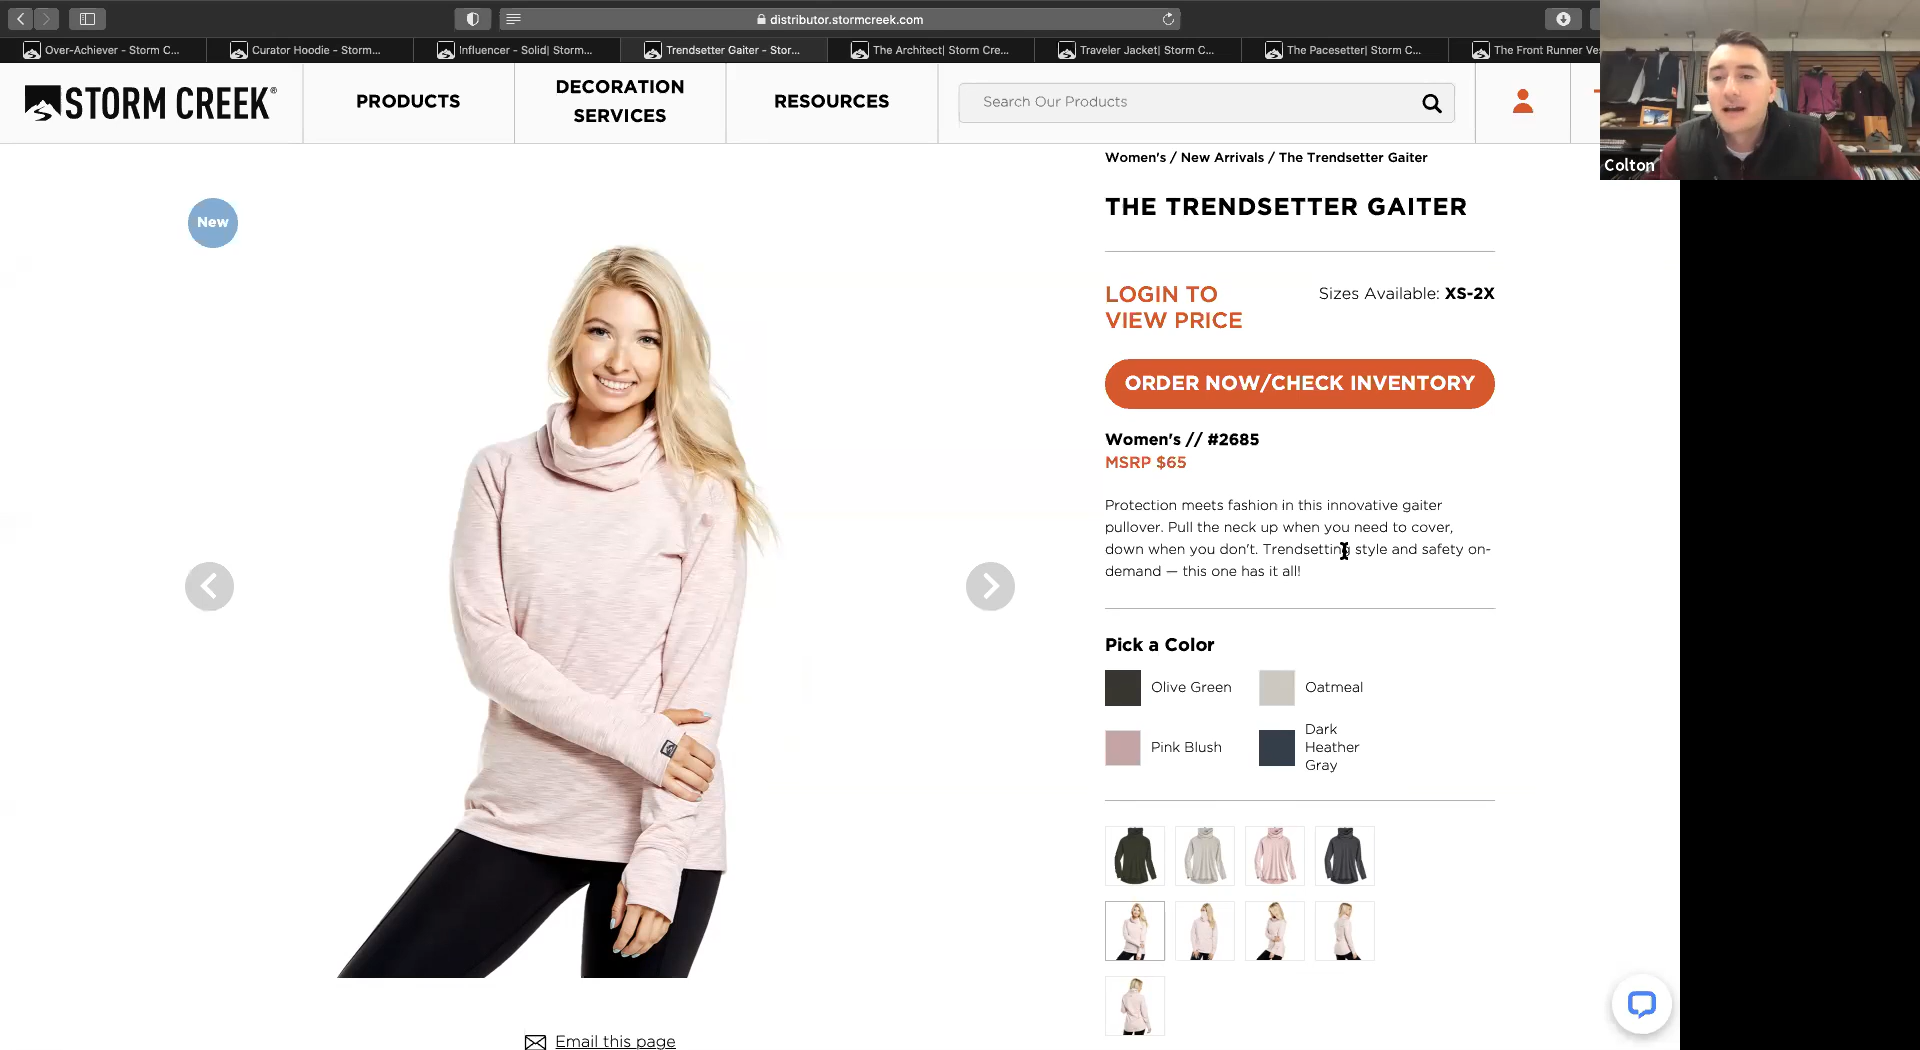 distributor.stormcreek.com
Over-Achiever - Storm C...
Curator Hoodie - Storm...
Influencer - Solid| Storm...
Trendsetter Gaiter - Stor...
The Architect| Storm Cre...
Traveler Jacket| Storm C...
The Pacesetter| Storm C...
The Front Runner Ve
STORM CREEK®
PRODUCTS
DECORATION
SERVICES
RESOURCES
Search Our Products
Colton
Women's / New Arrivals / The Trendsetter Gaiter
New
THE TRENDSETTER GAITER
LOGIN TO
VIEW PRICE
Sizes Available: XS-2X
ORDER NOW/CHECK INVENTORY
Women's // #2685
MSRP $65
Protection meets fashion in this innovative gaiter
pullover. Pull the neck up when you need to cover,
down when you don't. Trendsetting style and safety on-
demand — this one has it all!
Pick a Color
Olive Green
Oatmeal
Pink Blush
Dark
Heather
Gray
Email this page